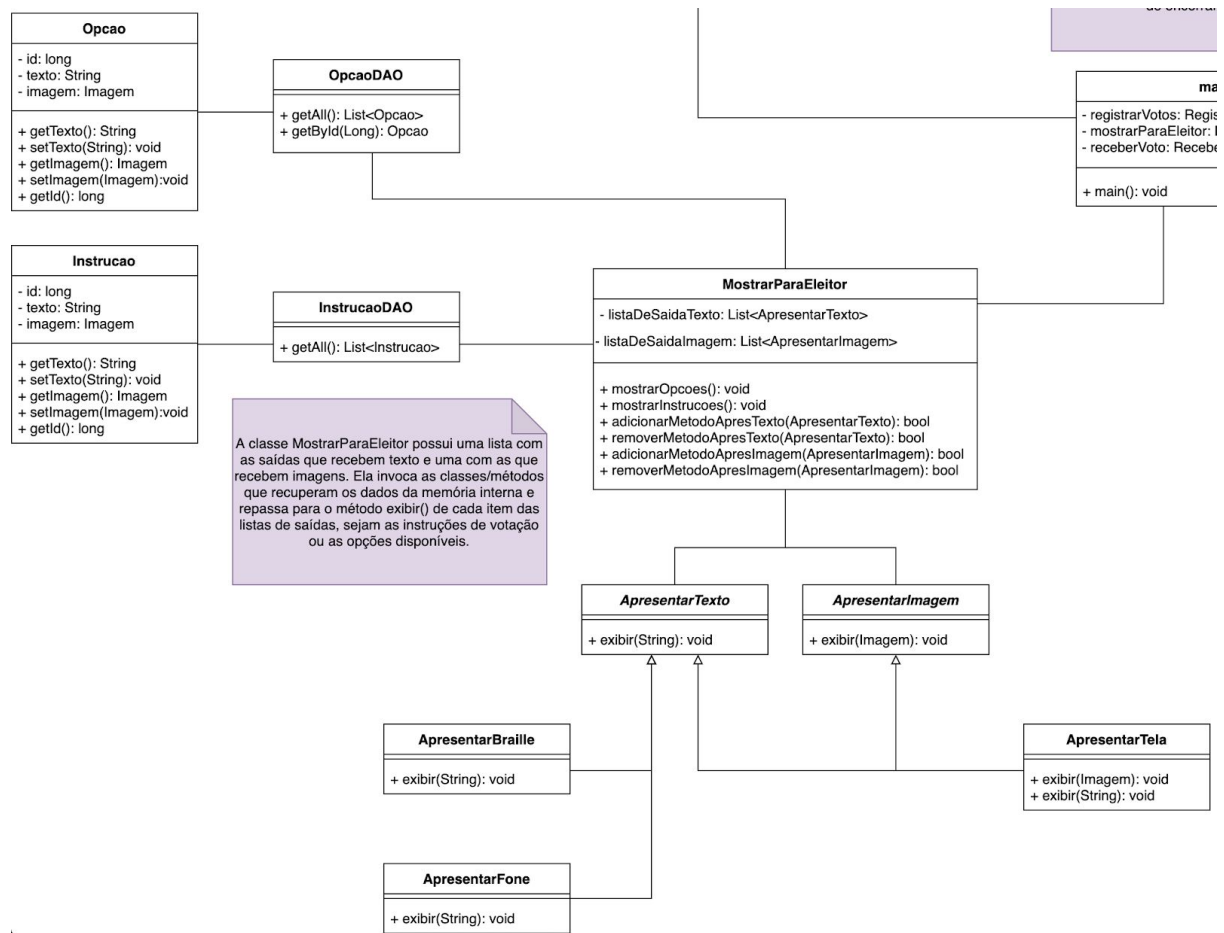 Opcao
- id: long
- texto: String
- imagem: Imagem
+ getTexto(): String
+ setTexto(String): void
+ getImagem(): Imagem
+ setImagem(Imagem):void
+ getId(): long
OpcaoDAO
+ getAll(): List<Opcao>
+ getById(Long): Opcao
- registrarVotos:
- mostrarParaEleitor:
- receberVoto:
+ main(): void
Instrucao
- id: long
- texto: String
- imagem: Imagem
+ getTexto(): String
+ setTexto(String): void
+ getImagem(): Imagem
+ setImagem(Imagem):void
+ getId(): long
InstrucaoDAO
+ getAll(): List<Instrucao>
MostrarParaEleitor
- listaDeSaidaTexto: List<ApresentarTexto>
- listaDeSaidaImagem: List<ApresentarImagem>
+ mostrarOpcoes(): void
+ mostrarInstrucoes(): void
+ adicionarMetodoApresTexto(ApresentarTexto): bool
+ removerMetodoApresTexto(ApresentarTexto): bool
+ adicionarMetodoApresImagem(ApresentarImagem): bool
+ removerMetodoApresImagem(ApresentarImagem): bool
A classe MostrarParaEleitor possui uma lista com
as saídas que recebem texto e uma com as que
recebem imagens. Ela invoca as classes/métodos
que recuperam os dados da memória interna e
repassa para o método exibir() de cada item das
listas de saídas, sejam as instruções de votação
ou as opções disponíveis.
ApresentarTexto
+ exibir(String): void
ApresentarImagem
+ exibir(Imagem): void
ApresentarBraille
+ exibir(String): void
ApresentarTela
+ exibir(Imagem): void
+ exibir(String): void
ApresentarFone
+ exibir(String): void